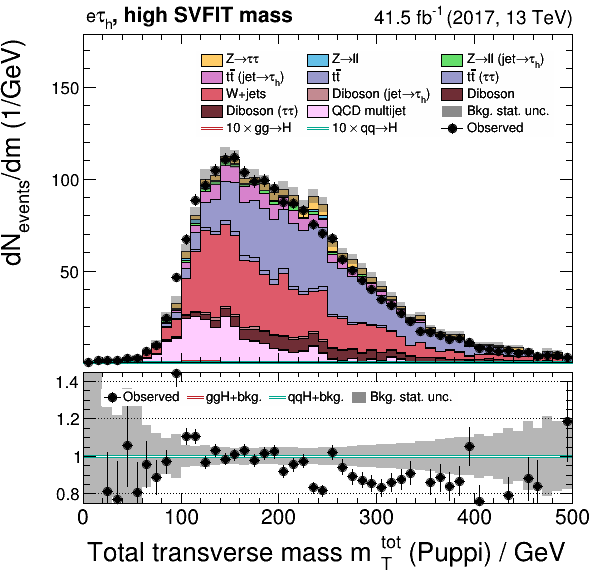 eτh, high SVFIT mass 41.5 fb-1 (2017, 13 TeV)
dNevents/dm (1/GeV)
150
100
50
Z→ττ Z→ll Z→ll (jet→τh)
tt̄ (jet→τh) tt̄ tt̄ (ττ)
W+jets Diboson (jet→τh) Diboson
Diboson (ττ) QCD multijet Bkg. stat. unc.
10 × gg→H 10 × qq→H Observed
1.4
1.2
1
0.8
Observed ggH+bkg. qqH+bkg. Bkg. stat. unc.
0 100 200 300 400 500
Total transverse mass m T tot (Puppi) / GeV